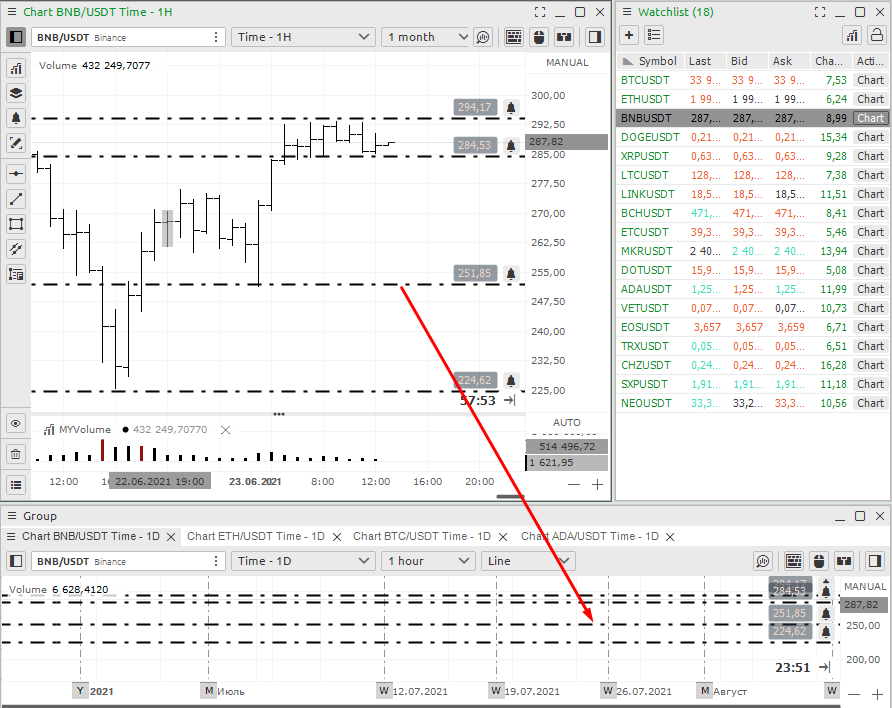 Chart BNB/USDT Time - 1H
BNB/USDT Binance
Time - 1H
1 month
Volume 432 249,7077
MANUAL
300,00
294,17
292,50
287,82
284,53
285,00
277,50
270,00
262,50
251,85
255,00
247,50
240,00
232,50
224,62
225,00
57:53
MYVolume 432 249,70770
AUTO
514 496,72
1 621,95
12:00
22.06.2021 19:00
23.06.2021
8:00
12:00
16:00
20:00
Watchlist (18)
Symbol Last Bid Ask Cha... Acti...
BTCUSDT 33 9... 33 9... 33 9... 7,53 Chart
ETHUSDT 1 99... 1 99... 1 99... 6,24 Chart
BNBUSDT 287,... 287,... 287,... 8,99 Chart
DOGEUSDT 0,21... 0,21... 0,21... 15,34 Chart
XRPUSDT 0,63... 0,63... 0,63... 9,28 Chart
LTCUSDT 128,... 128,... 128,... 7,38 Chart
LINKUSDT 18,5... 18,5... 18,5... 11,51 Chart
BCHUSDT 471,... 471,... 471,... 8,41 Chart
ETCUSDT 39,3... 39,3... 39,3... 5,46 Chart
MKRUSDT 2 40... 2 40... 2 40... 13,94 Chart
DOTUSDT 15,9... 15,9... 15,9... 5,08 Chart
ADAUSDT 1,25... 1,25... 1,25... 11,99 Chart
VETUSDT 0,07... 0,07... 0,07... 10,73 Chart
EOSUSDT 3,657 3,657 3,659 6,71 Chart
TRXUSDT 0,05... 0,05... 0,05... 6,51 Chart
CHZUSDT 0,24... 0,24... 0,24... 16,28 Chart
SXPUSDT 1,91... 1,91... 1,91... 11,18 Chart
NEOUSDT 33,3... 33,2... 33,3... 10,56 Chart
Group
Chart BNB/USDT Time - 1D Chart ETH/USDT Time - 1D Chart BTC/USDT Time - 1D Chart ADA/USDT Time - 1D
BNB/USDT Binance
Time - 1D
1 hour
Line
Volume 6 628,4120
MANUAL
284,53
287,82
251,85
250,00
224,62
23:51
200,00
Y 2021
M Июль
W 12.07.2021
W 19.07.2021
W 26.07.2021
M Август
W